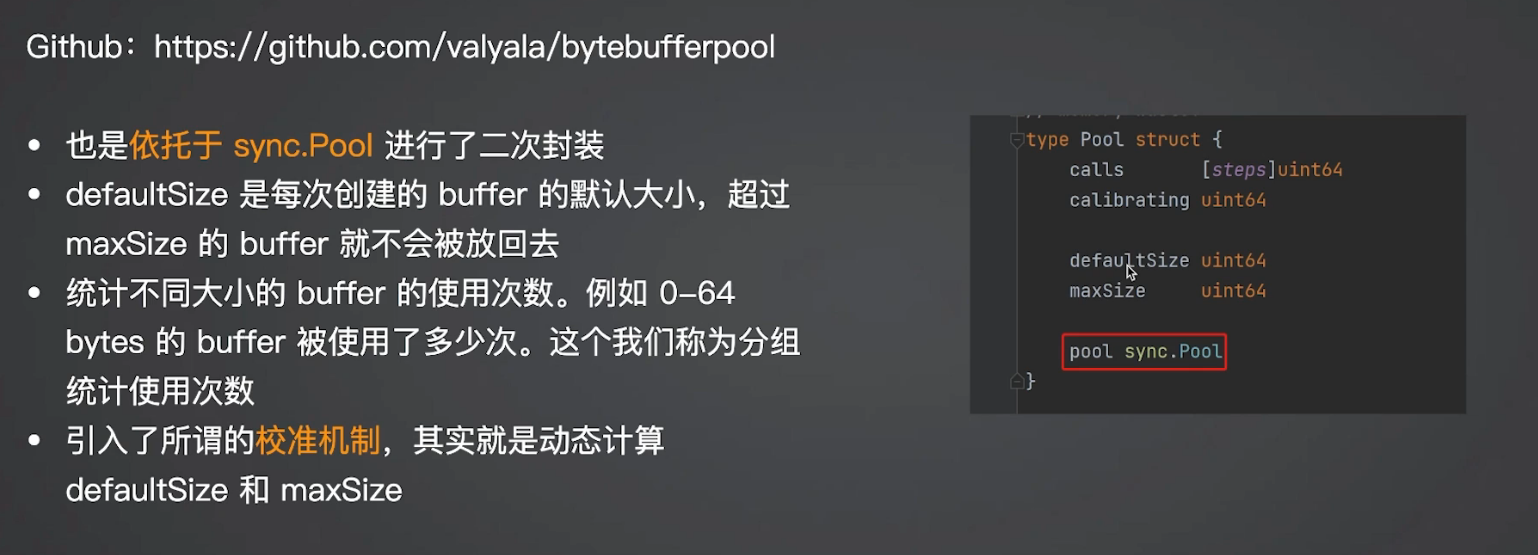 Github：https://github.com/valyala/bytebufferpool
• 也是依托于 sync.Pool 进行了二次封装
• defaultSize 是每次创建的 buffer 的默认大小，超过
maxSize 的 buffer 就不会被放回去
• 统计不同大小的 buffer 的使用次数。例如 0-64
bytes 的 buffer 被使用了多少次。这个我们称为分组
统计使用次数
• 引入了所谓的校准机制，其实就是动态计算
defaultSize 和 maxSize
type Pool struct {
calls [steps]uint64
calibrating uint64
defaultSize uint64
maxSize uint64
pool sync.Pool
}